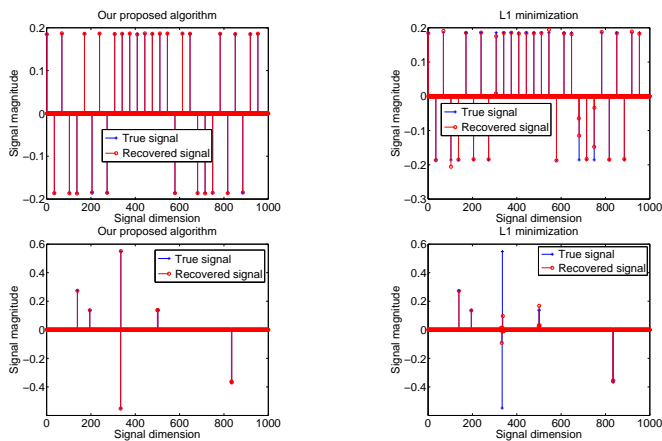 Our proposed algorithm
Signal magnitude
0.2
0.1
0
−0.1
−0.2
True signal
Recovered signal
0 200 400 600 800 1000
Signal dimension
L1 minimization
Signal magnitude
0.2
0.1
0
−0.1
−0.2
−0.3
True signal
Recovered signal
0 200 400 600 800 1000
Signal dimension
Our proposed algorithm
Signal magnitude
0.6
0.4
0.2
0
−0.2
−0.4
True signal
Recovered signal
0 200 400 600 800 1000
Signal dimension
L1 minimization
Signal magnitude
0.6
0.4
0.2
0
−0.2
−0.4
True signal
Recovered signal
0 200 400 600 800 1000
Signal dimension